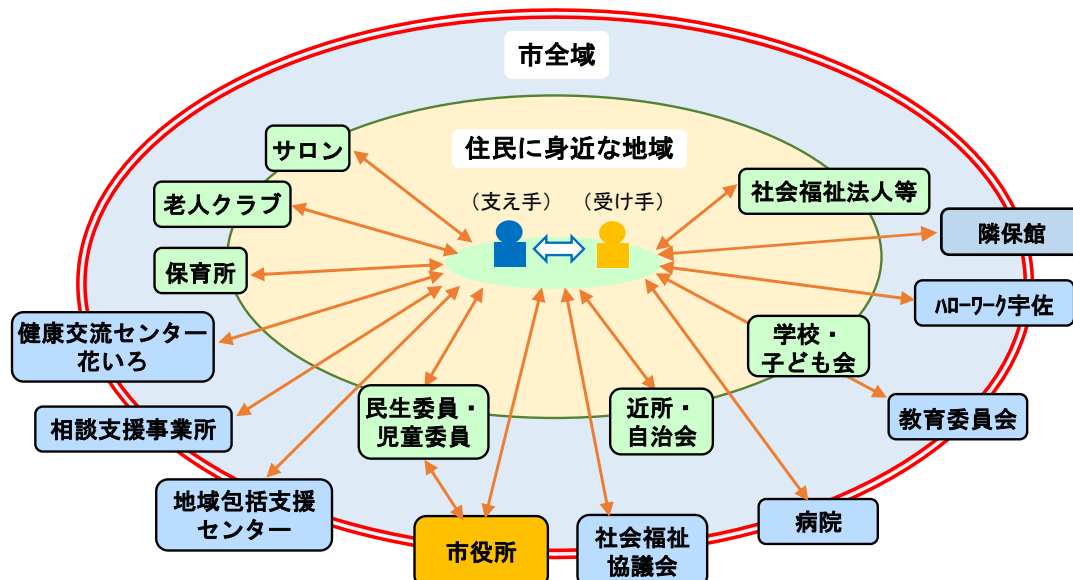 市全域
住民に身近な地域
(支え手)
(受け手)
サロン
老人クラブ
保育所
健康交流センター
花いろ
相談支援事業所
地域包括支援
センター
民生委員・
児童委員
市役所
社会福祉
協議会
近所・
自治会
病院
学校・
子ども会
教育委員会
ﾊﾛｰﾜｰｸ宇佐
隣保館
社会福祉法人等